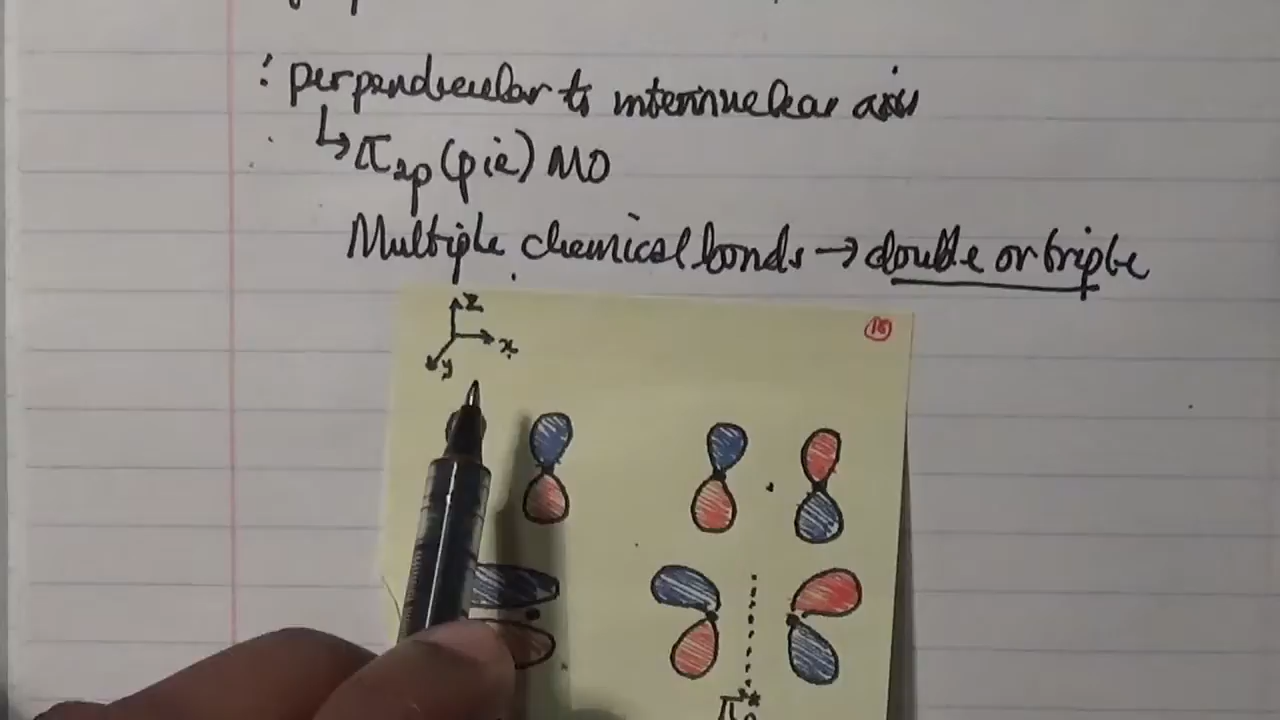 : perpendicular to internuclear axis
↳ π2p (pie) MO
Multiple chemical bonds → double or triple
z
x
y
π*